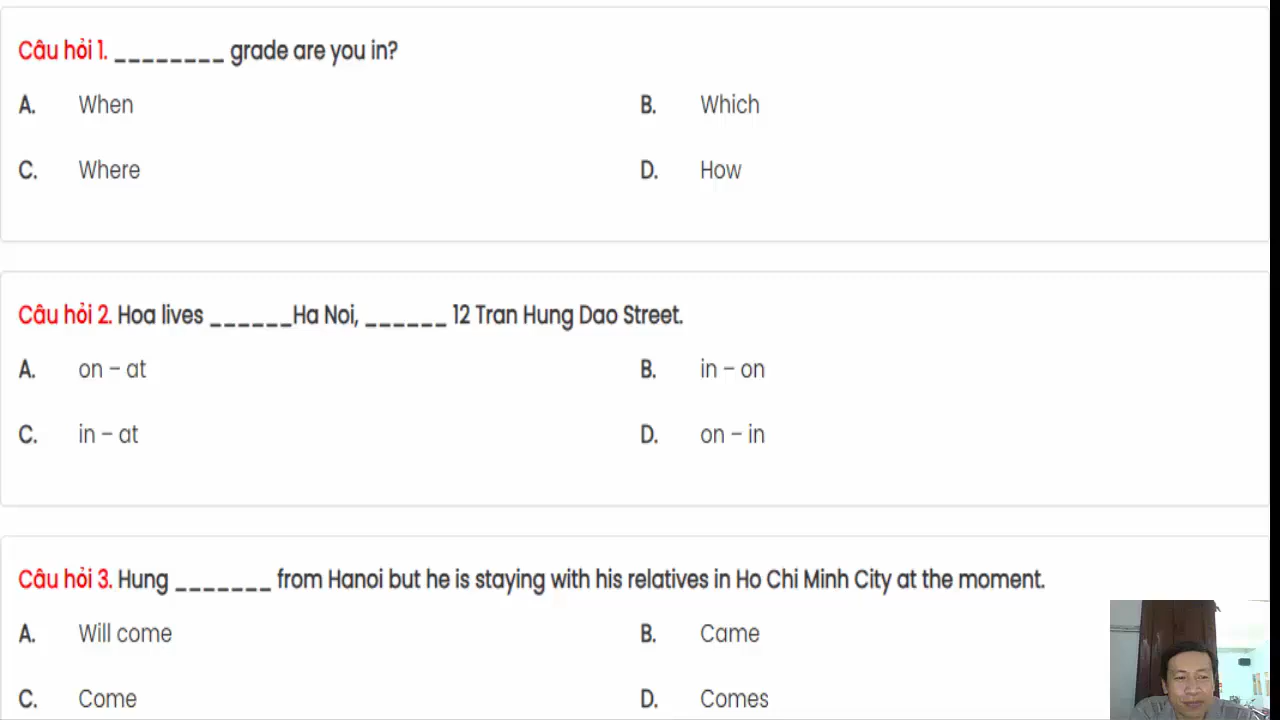 Câu hỏi 1. ________ grade are you in?
A. When B. Which
C. Where D. How
Câu hỏi 2. Hoa lives ______Ha Noi, ______ 12 Tran Hung Dao Street.
A. on – at B. in – on
C. in – at D. on – in
Câu hỏi 3. Hung _______ from Hanoi but he is staying with his relatives in Ho Chi Minh City at the moment.
A. Will come B. Came
C. Come D. Comes